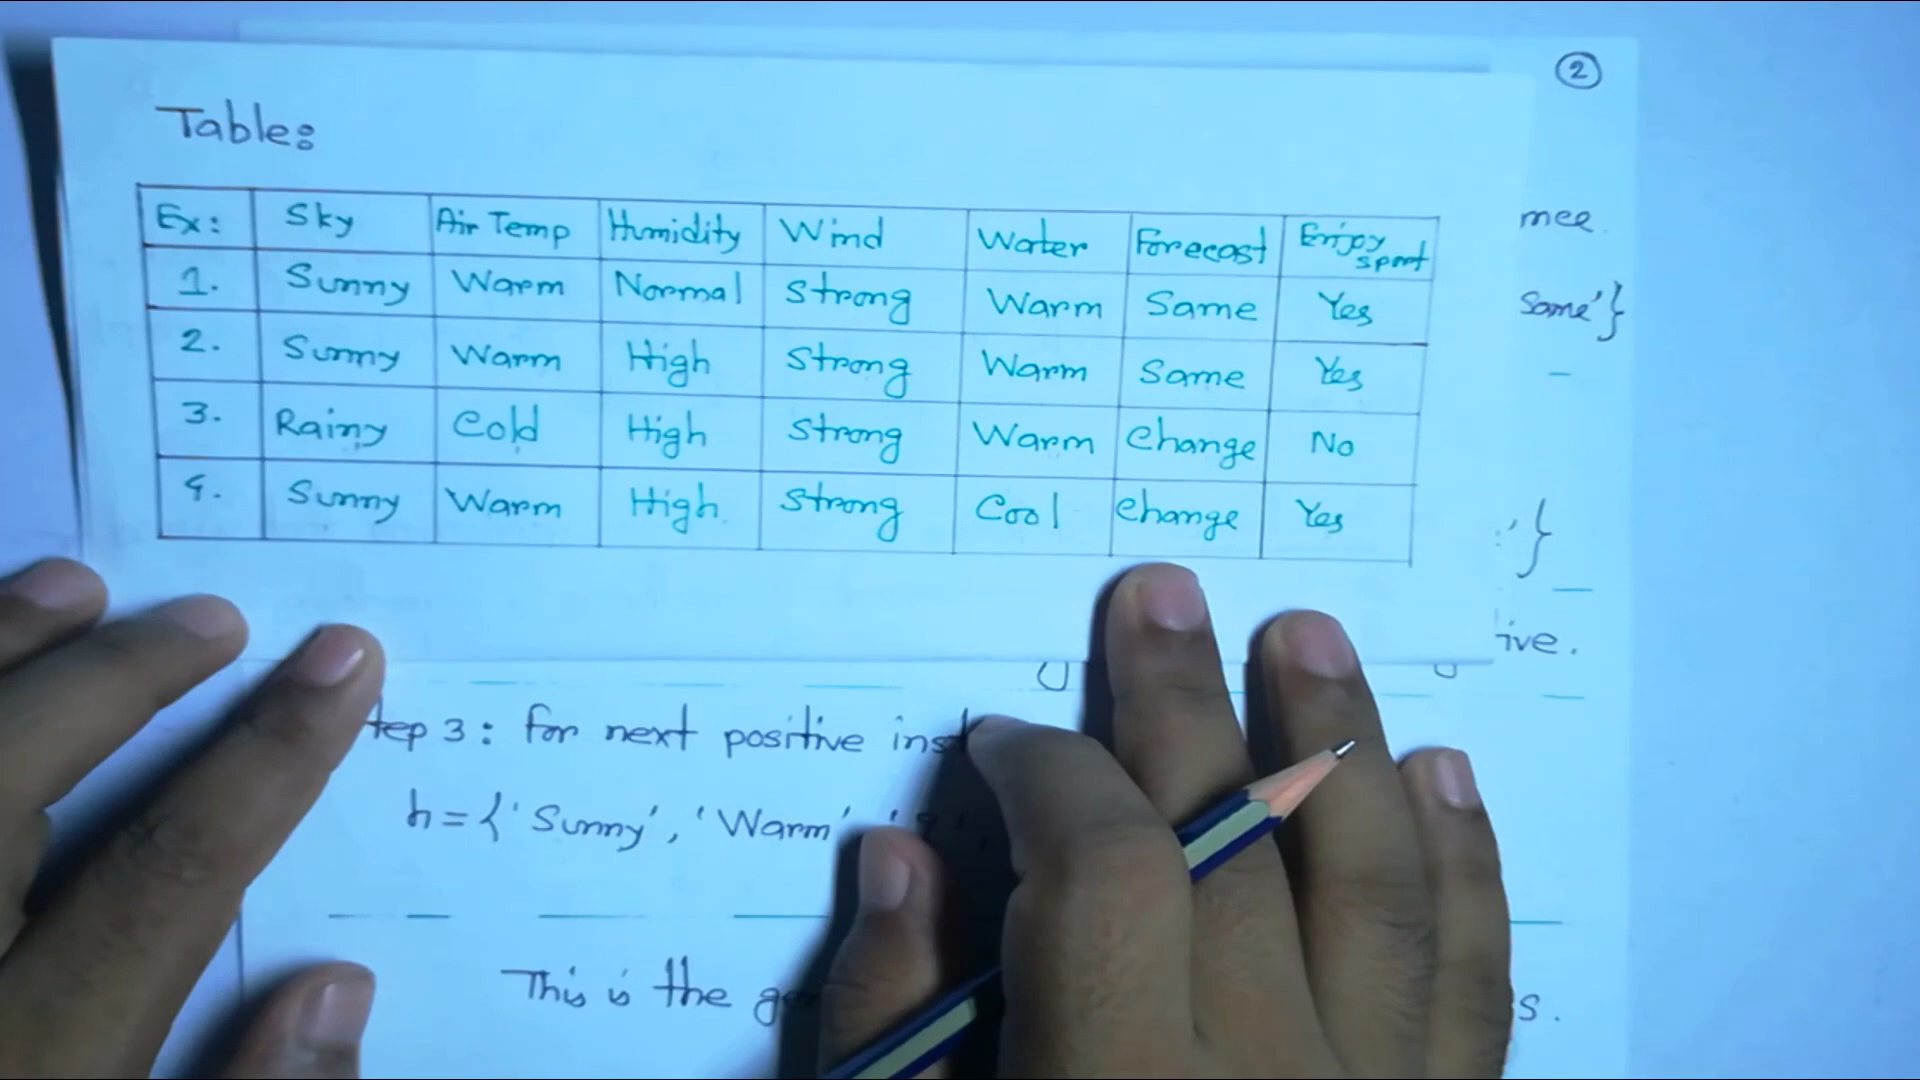 2
Table:
Ex: Sky Air Temp Humidity Wind Water Forecast Enjoy sport
1. Sunny Warm Normal Strong Warm Same Yes
2. Sunny Warm High Strong Warm Same Yes
3. Rainy Cold High Strong Warm change No
4. Sunny Warm High Strong Cool change Yes
mee
Same'}
'}
ive.
tep 3: for next positive inst
h={'Sunny', 'Warm', '?',
This is the ge
s.